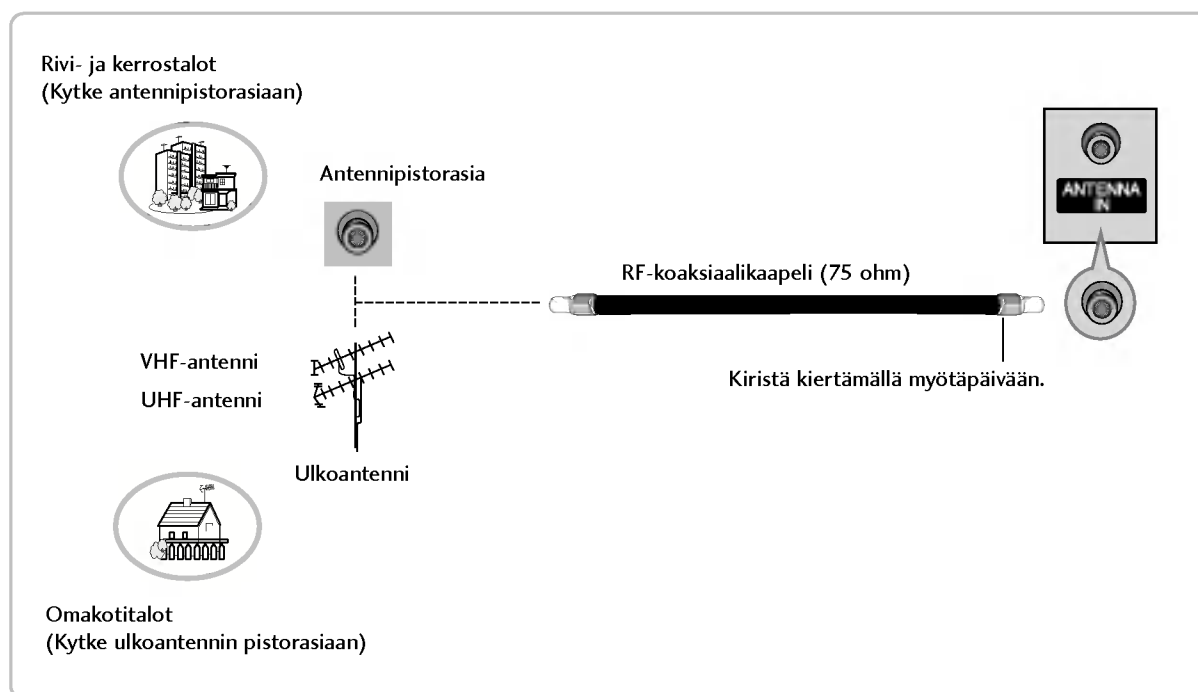 Rivi- ja kerrostalot
(Kytke antennipistorasiaan)
Antennipistorasia
ANTENNA
IN
RF-koaksiaalikaapeli (75 ohm)
VHF-antenni
UHF-antenni
Kiristä kiertämällä myötäpäivään.
Ulkoantenni
Omakotitalot
(Kytke ulkoantennin pistorasiaan)